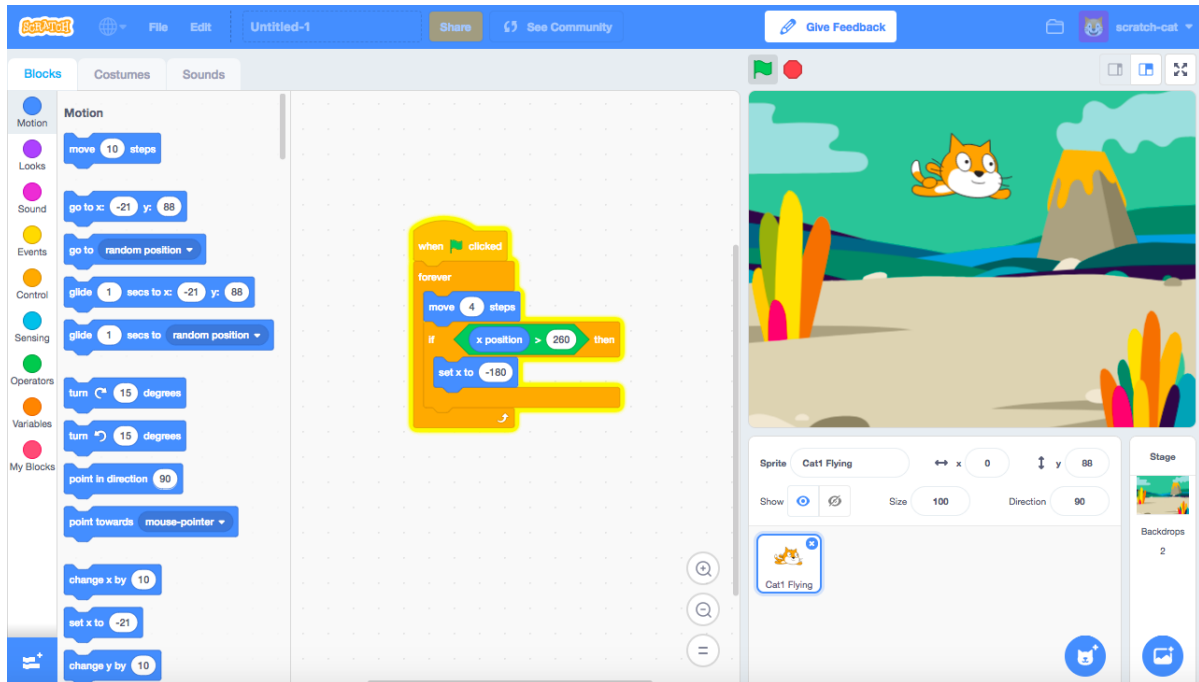 SCRATCH File Edit Untitled-1 Share See Community Give Feedback scratch-cat
Blocks Costumes Sounds
Motion
Looks
Sound
Events
Control
Sensing
Operators
Variables
My Blocks
Motion
move 10 steps
go to x: -21 y: 88
go to random position
glide 1 secs to x: -21 y: 88
glide 1 secs to random position
turn 15 degrees
turn 15 degrees
point in direction 90
point towards mouse-pointer
change x by 10
set x to -21
change y by 10
when clicked
forever
move 4 steps
if x position > 260 then
set x to -180
Sprite Cat1 Flying x 0 y 88
Show Size 100 Direction 90
Cat1 Flying
Stage
Backdrops
2